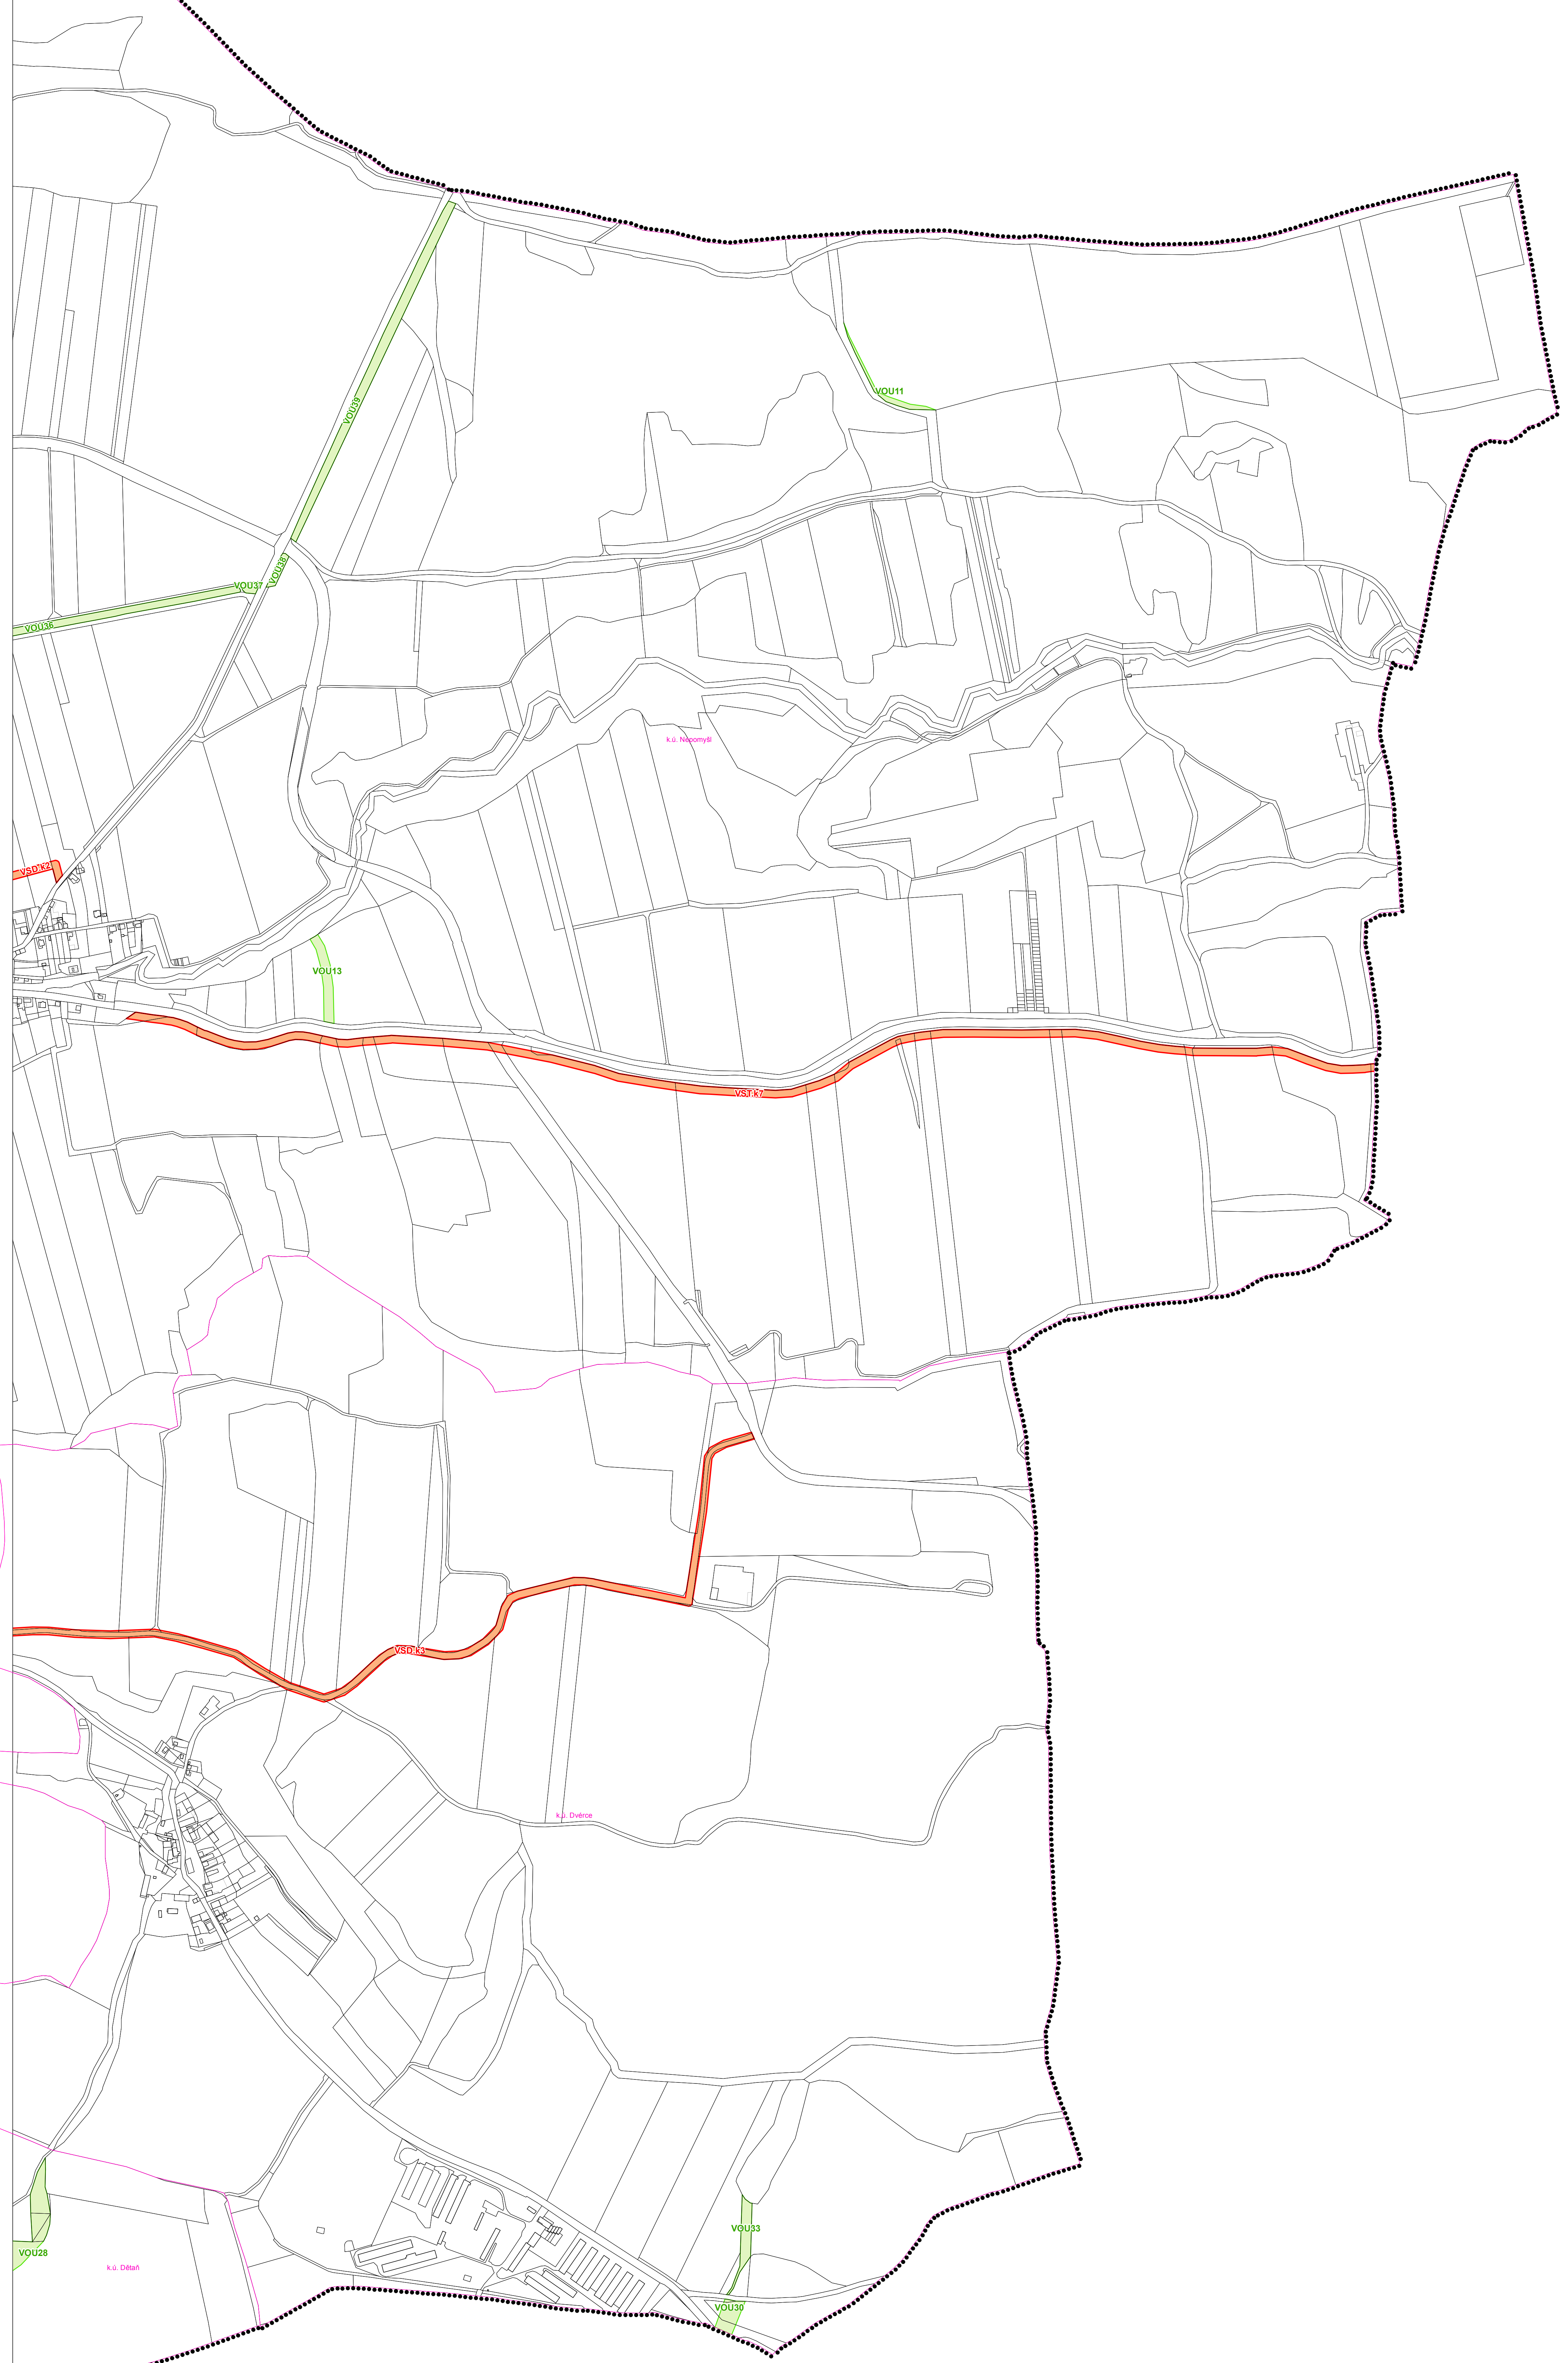 VOU11
VOU39
VOU38
VOU37
VOU36
k.ú. Nepomyšl
VSD.k2
VOU13
VST.k7
VSD.k3
k.ú. Dvérce
VOU33
VOU28
k.ú. Dětaň
VOU30